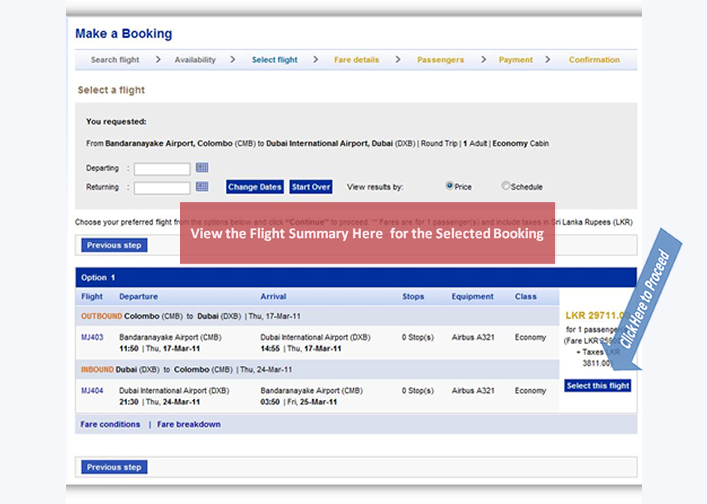 Make a Booking
Search flight > Availability > Select flight > Fare details > Passengers > Payment > Confirmation
Select a flight
You requested:
From Bandaranayake Airport, Colombo (CMB) to Dubai International Airport, Dubai (DXB) | Round Trip | 1 Adult | Economy Cabin
Departing :
Returning : Change Dates Start Over View results by: Price Schedule
Choose your preferred flight from the options below and click "Continue" to proceed. ** Fares are for 1 passenger(s) and include taxes in Sri Lanka Rupees (LKR)
View the Flight Summary Here for the Selected Booking
Previous step
Click Here to Proceed
Option 1
Flight Departure Arrival Stops Equipment Class
OUTBOUND Colombo (CMB) to Dubai (DXB) | Thu, 17-Mar-11
MJ403 Bandaranayake Airport (CMB) Dubai International Airport (DXB) 0 Stop(s) Airbus A321 Economy
11:50 | Thu, 17-Mar-11 14:55 | Thu, 17-Mar-11
INBOUND Dubai (DXB) to Colombo (CMB) | Thu, 24-Mar-11
MJ404 Dubai International Airport (DXB) Bandaranayake Airport (CMB) 0 Stop(s) Airbus A321 Economy
21:30 | Thu, 24-Mar-11 03:50 | Fri, 25-Mar-11
LKR 29711.0
for 1 passenger(s)
(Fare LKR
+ Taxes LKR
3811.00)
Select this flight
Fare conditions | Fare breakdown
Previous step